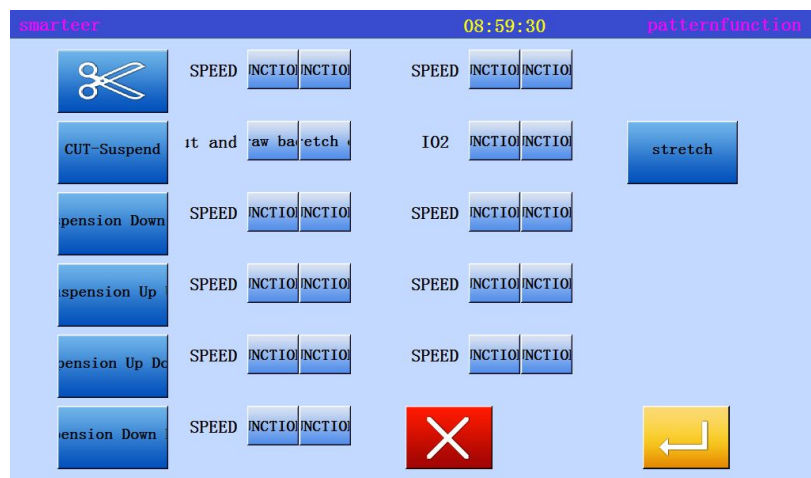 smarteer 08:59:30 patternfunction
SPEED NCTIO NCTIO SPEED NCTIO NCTIO
CUT-Suspend and aw ba etch IO2 NCTIO NCTIO stretch
pension Down SPEED NCTIO NCTIO SPEED NCTIO NCTIO
spension Up SPEED NCTIO NCTIO SPEED NCTIO NCTIO
pension Up Do SPEED NCTIO NCTIO SPEED NCTIO NCTIO
ension Down SPEED NCTIO NCTIO